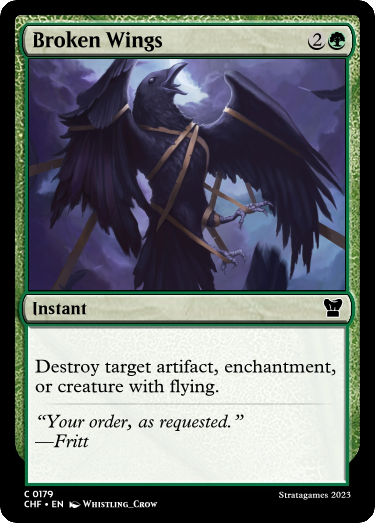 Broken Wings 2
Instant
Destroy target artifact, enchantment,
or creature with flying.
“Your order, as requested.”
—Fritt
C 0179
Stratagames 2023
CHF • EN Whistling_Crow